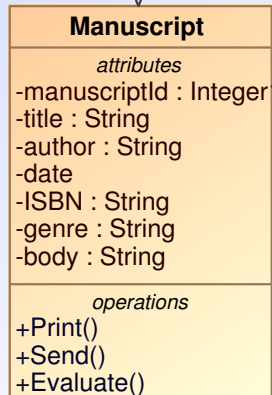 Manuscript
attributes
-manuscriptId : Integer
-title : String
-author : String
-date
-ISBN : String
-genre : String
-body : String
operations
+Print()
+Send()
+Evaluate()